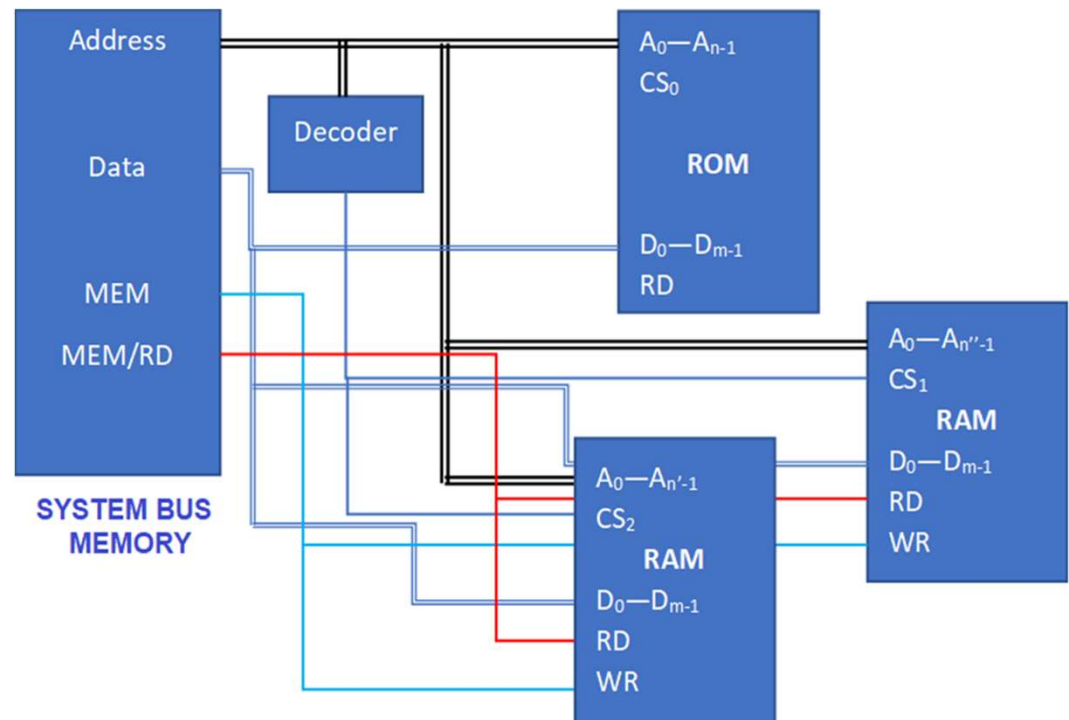 Address
Data
MEM
MEM/RD
SYSTEM BUS
MEMORY
Decoder
A₀—Aₙ₋₁
CS₀
ROM
D₀—Dₘ₋₁
RD
A₀—Aₙ''₋₁
CS₁
RAM
D₀—Dₘ₋₁
RD
WR
A₀—Aₙ'₋₁
CS₂
RAM
D₀—Dₘ₋₁
RD
WR